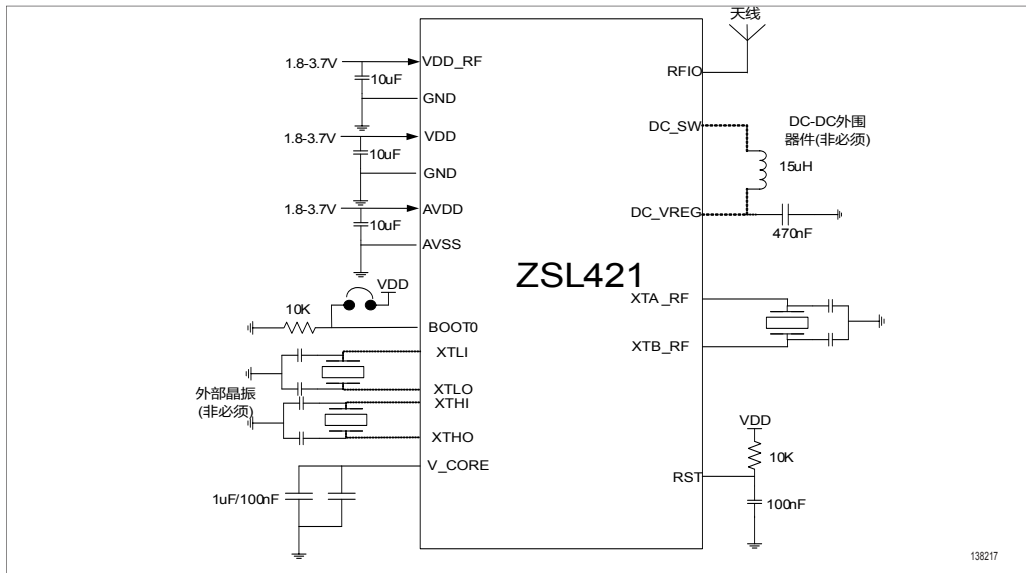 天线
1.8-3.7V
VDD_RF
10uF
GND
1.8-3.7V
VDD
10uF
GND
1.8-3.7V
AVDD
10uF
AVSS
VDD
10K
BOOT0
XTLI
XTLO
外部晶振
(非必须)
XTHI
XTHO
V_CORE
1uF/100nF
ZSL421
RFIO
DC_SW
DC-DC外围
器件(非必须)
15uH
DC_VREG
470nF
XTA_RF
XTB_RF
VDD
10K
RST
100nF
138217